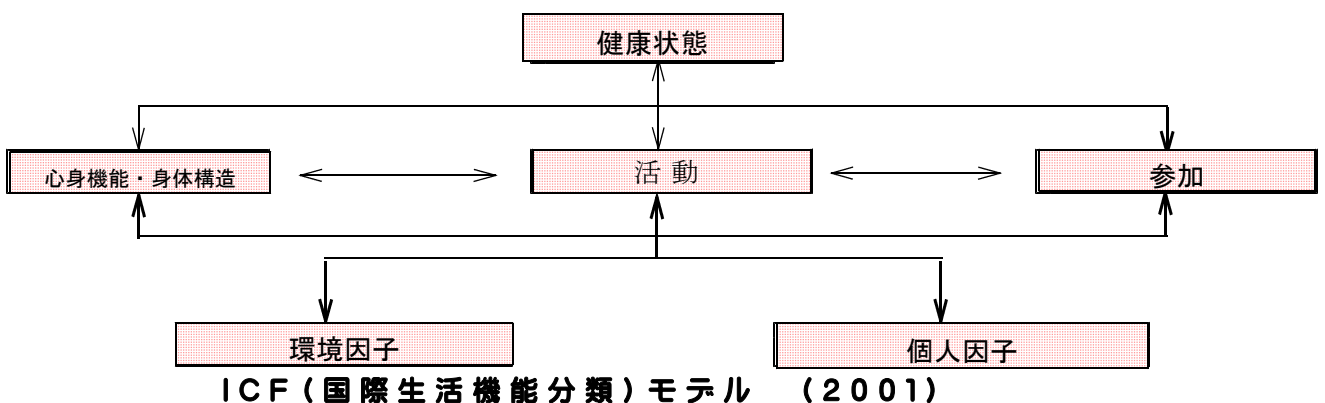 健康状態
心身機能・身体構造
活 動
参加
環境因子
個人因子
ICF(国際生活機能分類)モデル (2001)